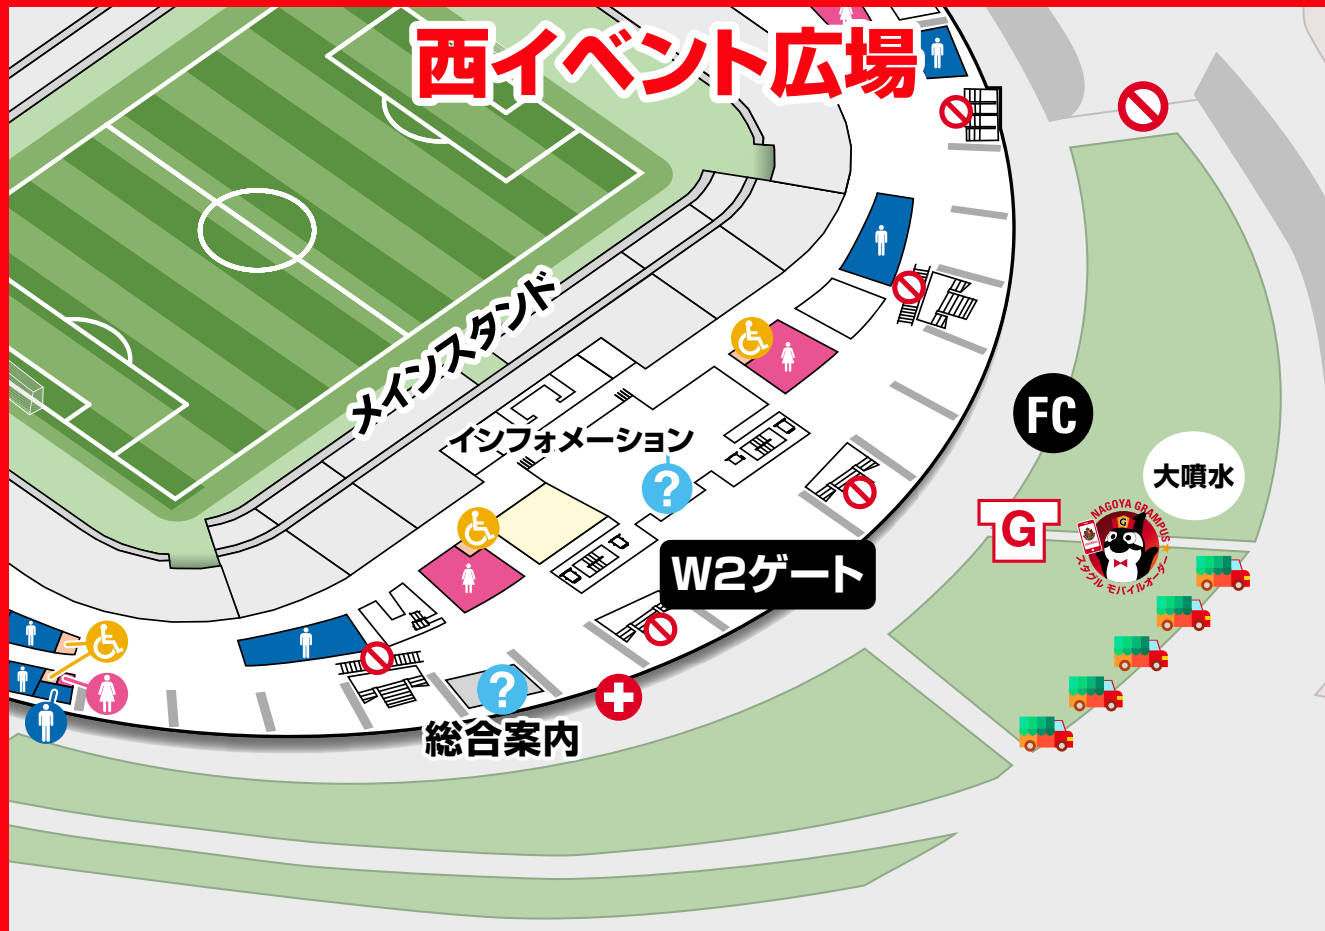 西イベント広場
メインスタンド
インフォメーション
?
FC
大噴水
G
NAGOYA GRAMPUS
G
スタグル モバイルオーダー
W2ゲート
?
総合案内